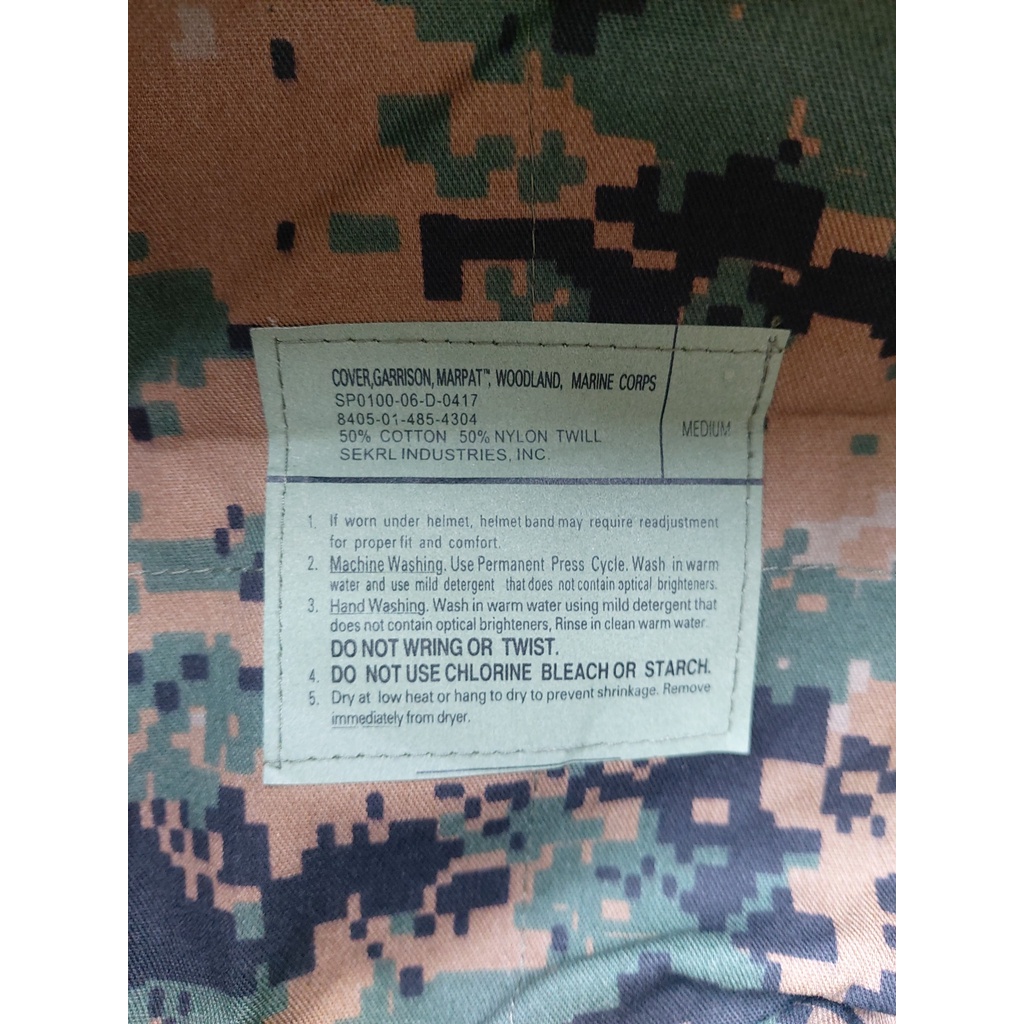 COVER,GARRISON, MARPAT™, WOODLAND, MARINE CORPS
SP0100-06-D-0417
8405-01-485-4304
50% COTTON 50% NYLON TWILL
SEKRL INDUSTRIES, INC.
MEDIUM
1. If worn under helmet, helmet band may require readjustment
for proper fit and comfort.
2. Machine Washing. Use Permanent Press Cycle. Wash in warm
water and use mild detergent that does not contain optical brighteners.
3. Hand Washing. Wash in warm water using mild detergent that
does not contain optical brighteners, Rinse in clean warm water.
DO NOT WRING OR TWIST.
4. DO NOT USE CHLORINE BLEACH OR STARCH.
5. Dry at low heat or hang to dry to prevent shrinkage. Remove
immediately from dryer.